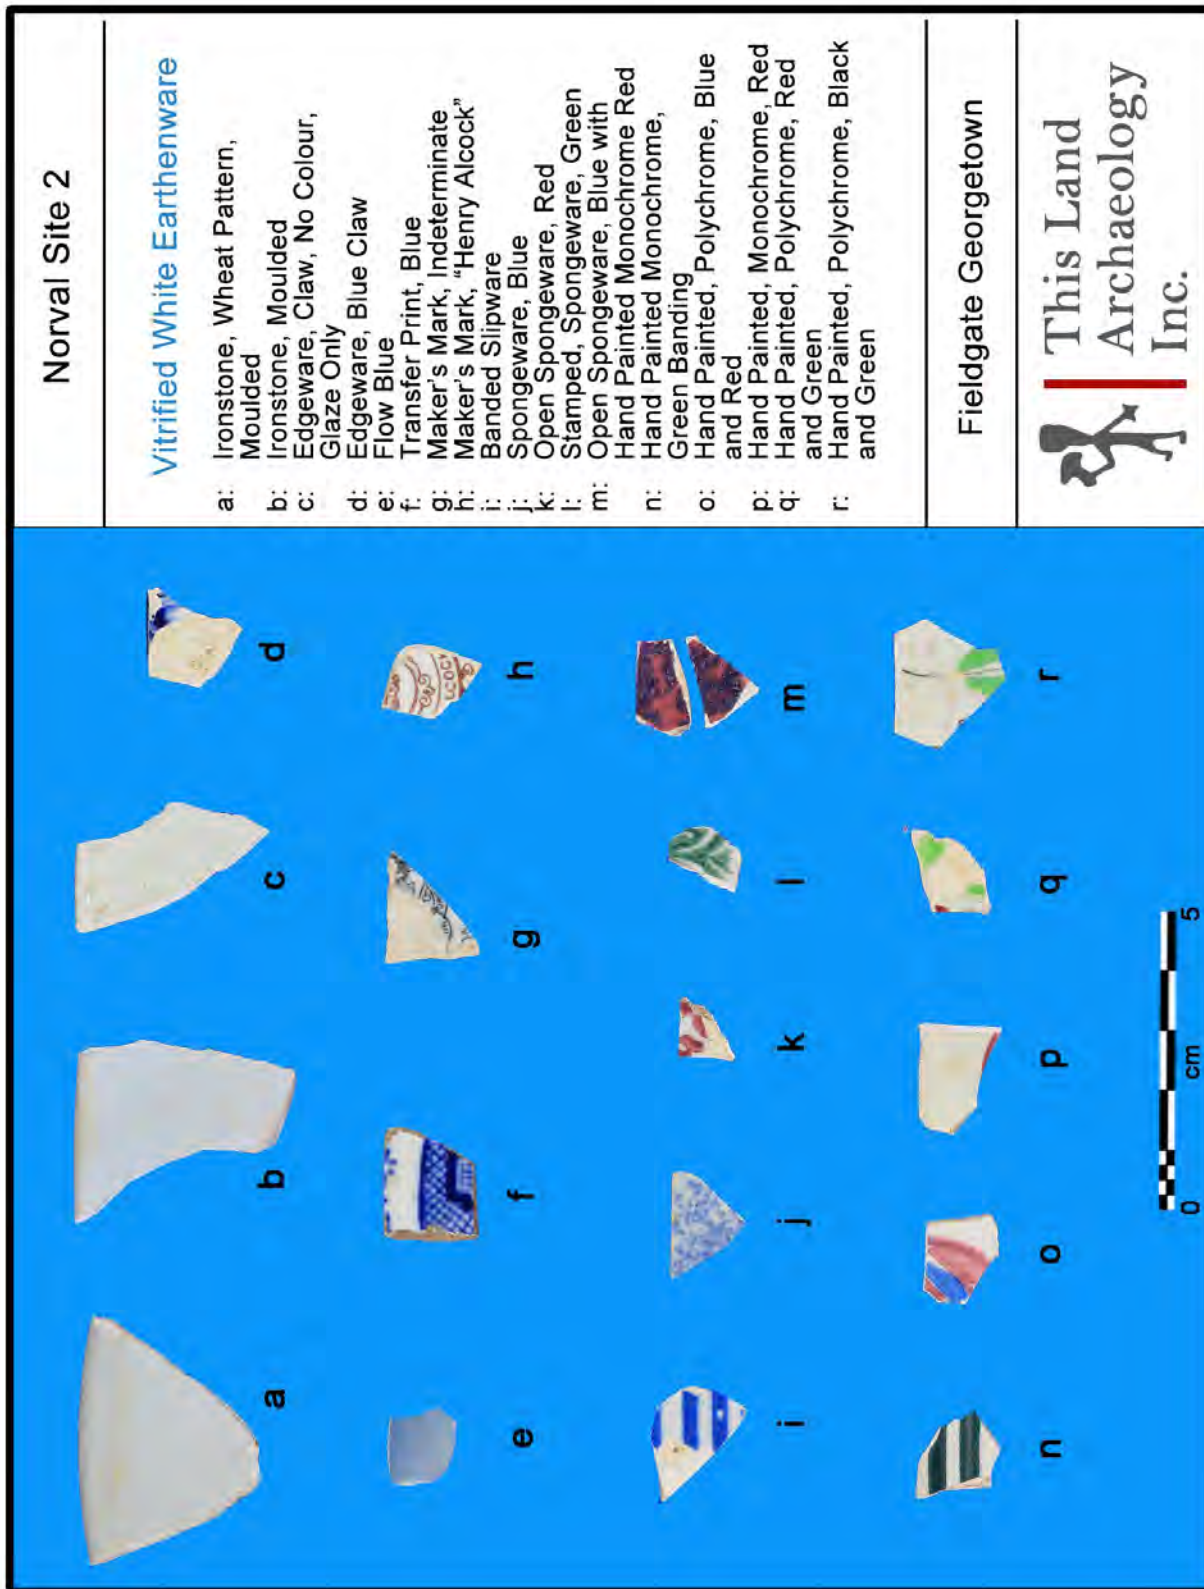 Norval Site 2
Vitrified White Earthenware
a: Ironstone, Wheat Pattern,
Moulded
b: Ironstone, Moulded
c: Edgeware, Claw, No Colour,
Glaze Only
d: Edgeware, Blue Claw
e: Flow Blue
f: Transfer Print, Blue
g: Maker's Mark, Indeterminate
h: Maker's Mark, "Henry Alcock"
i: Banded Slipware
j: Spongeware, Blue
k: Open Spongeware, Red
l: Stamped, Spongeware, Green
m: Open Spongeware, Blue with
Hand Painted Monochrome Red
n: Hand Painted Monochrome,
Green Banding
o: Hand Painted, Polychrome, Blue
and Red
p: Hand Painted, Monochrome, Red
q: Hand Painted, Polychrome, Red
and Green
r: Hand Painted, Polychrome, Black
and Green
Fieldgate Georgetown
This Land
Archaeology
Inc.
a
b
c
d
e
f
g
h
LCOC
i
j
k
l
m
n
o
p
q
r
0 cm 5